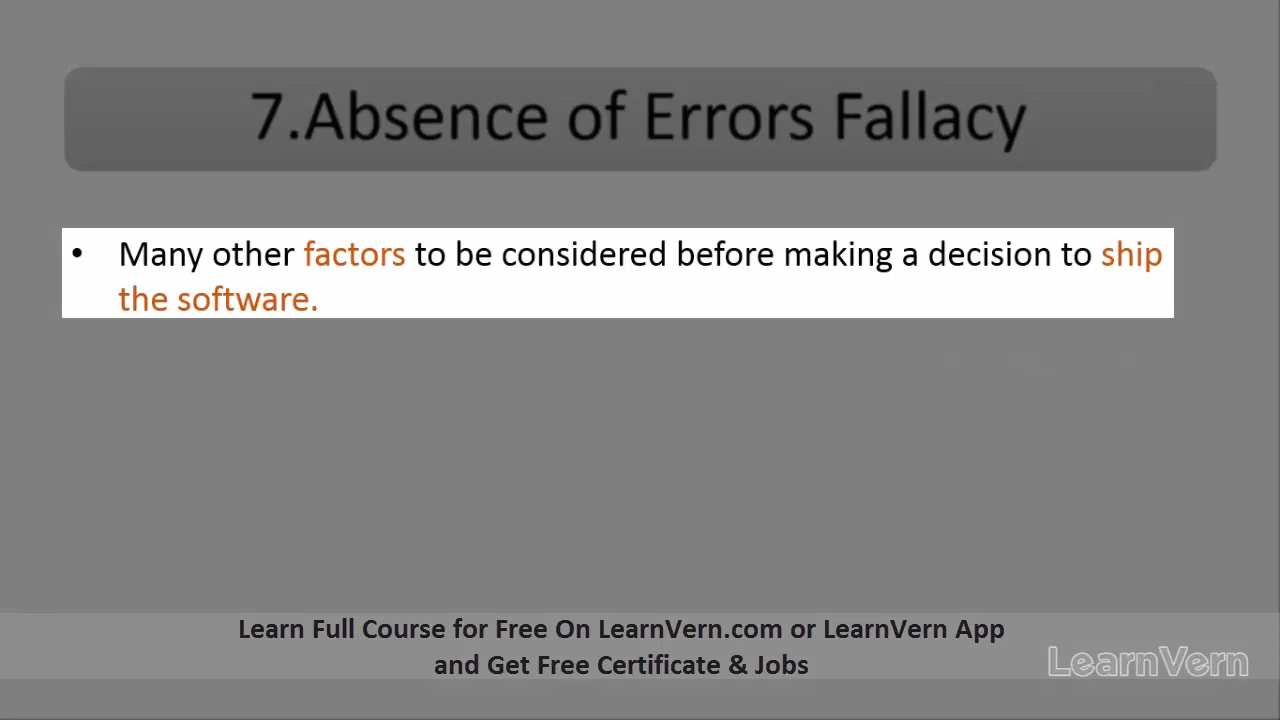 7.Absence of Errors Fallacy
• Many other factors to be considered before making a decision to ship
the software.
Learn Full Course for Free On LearnVern.com or LearnVern App
and Get Free Certificate & Jobs
LearnVern